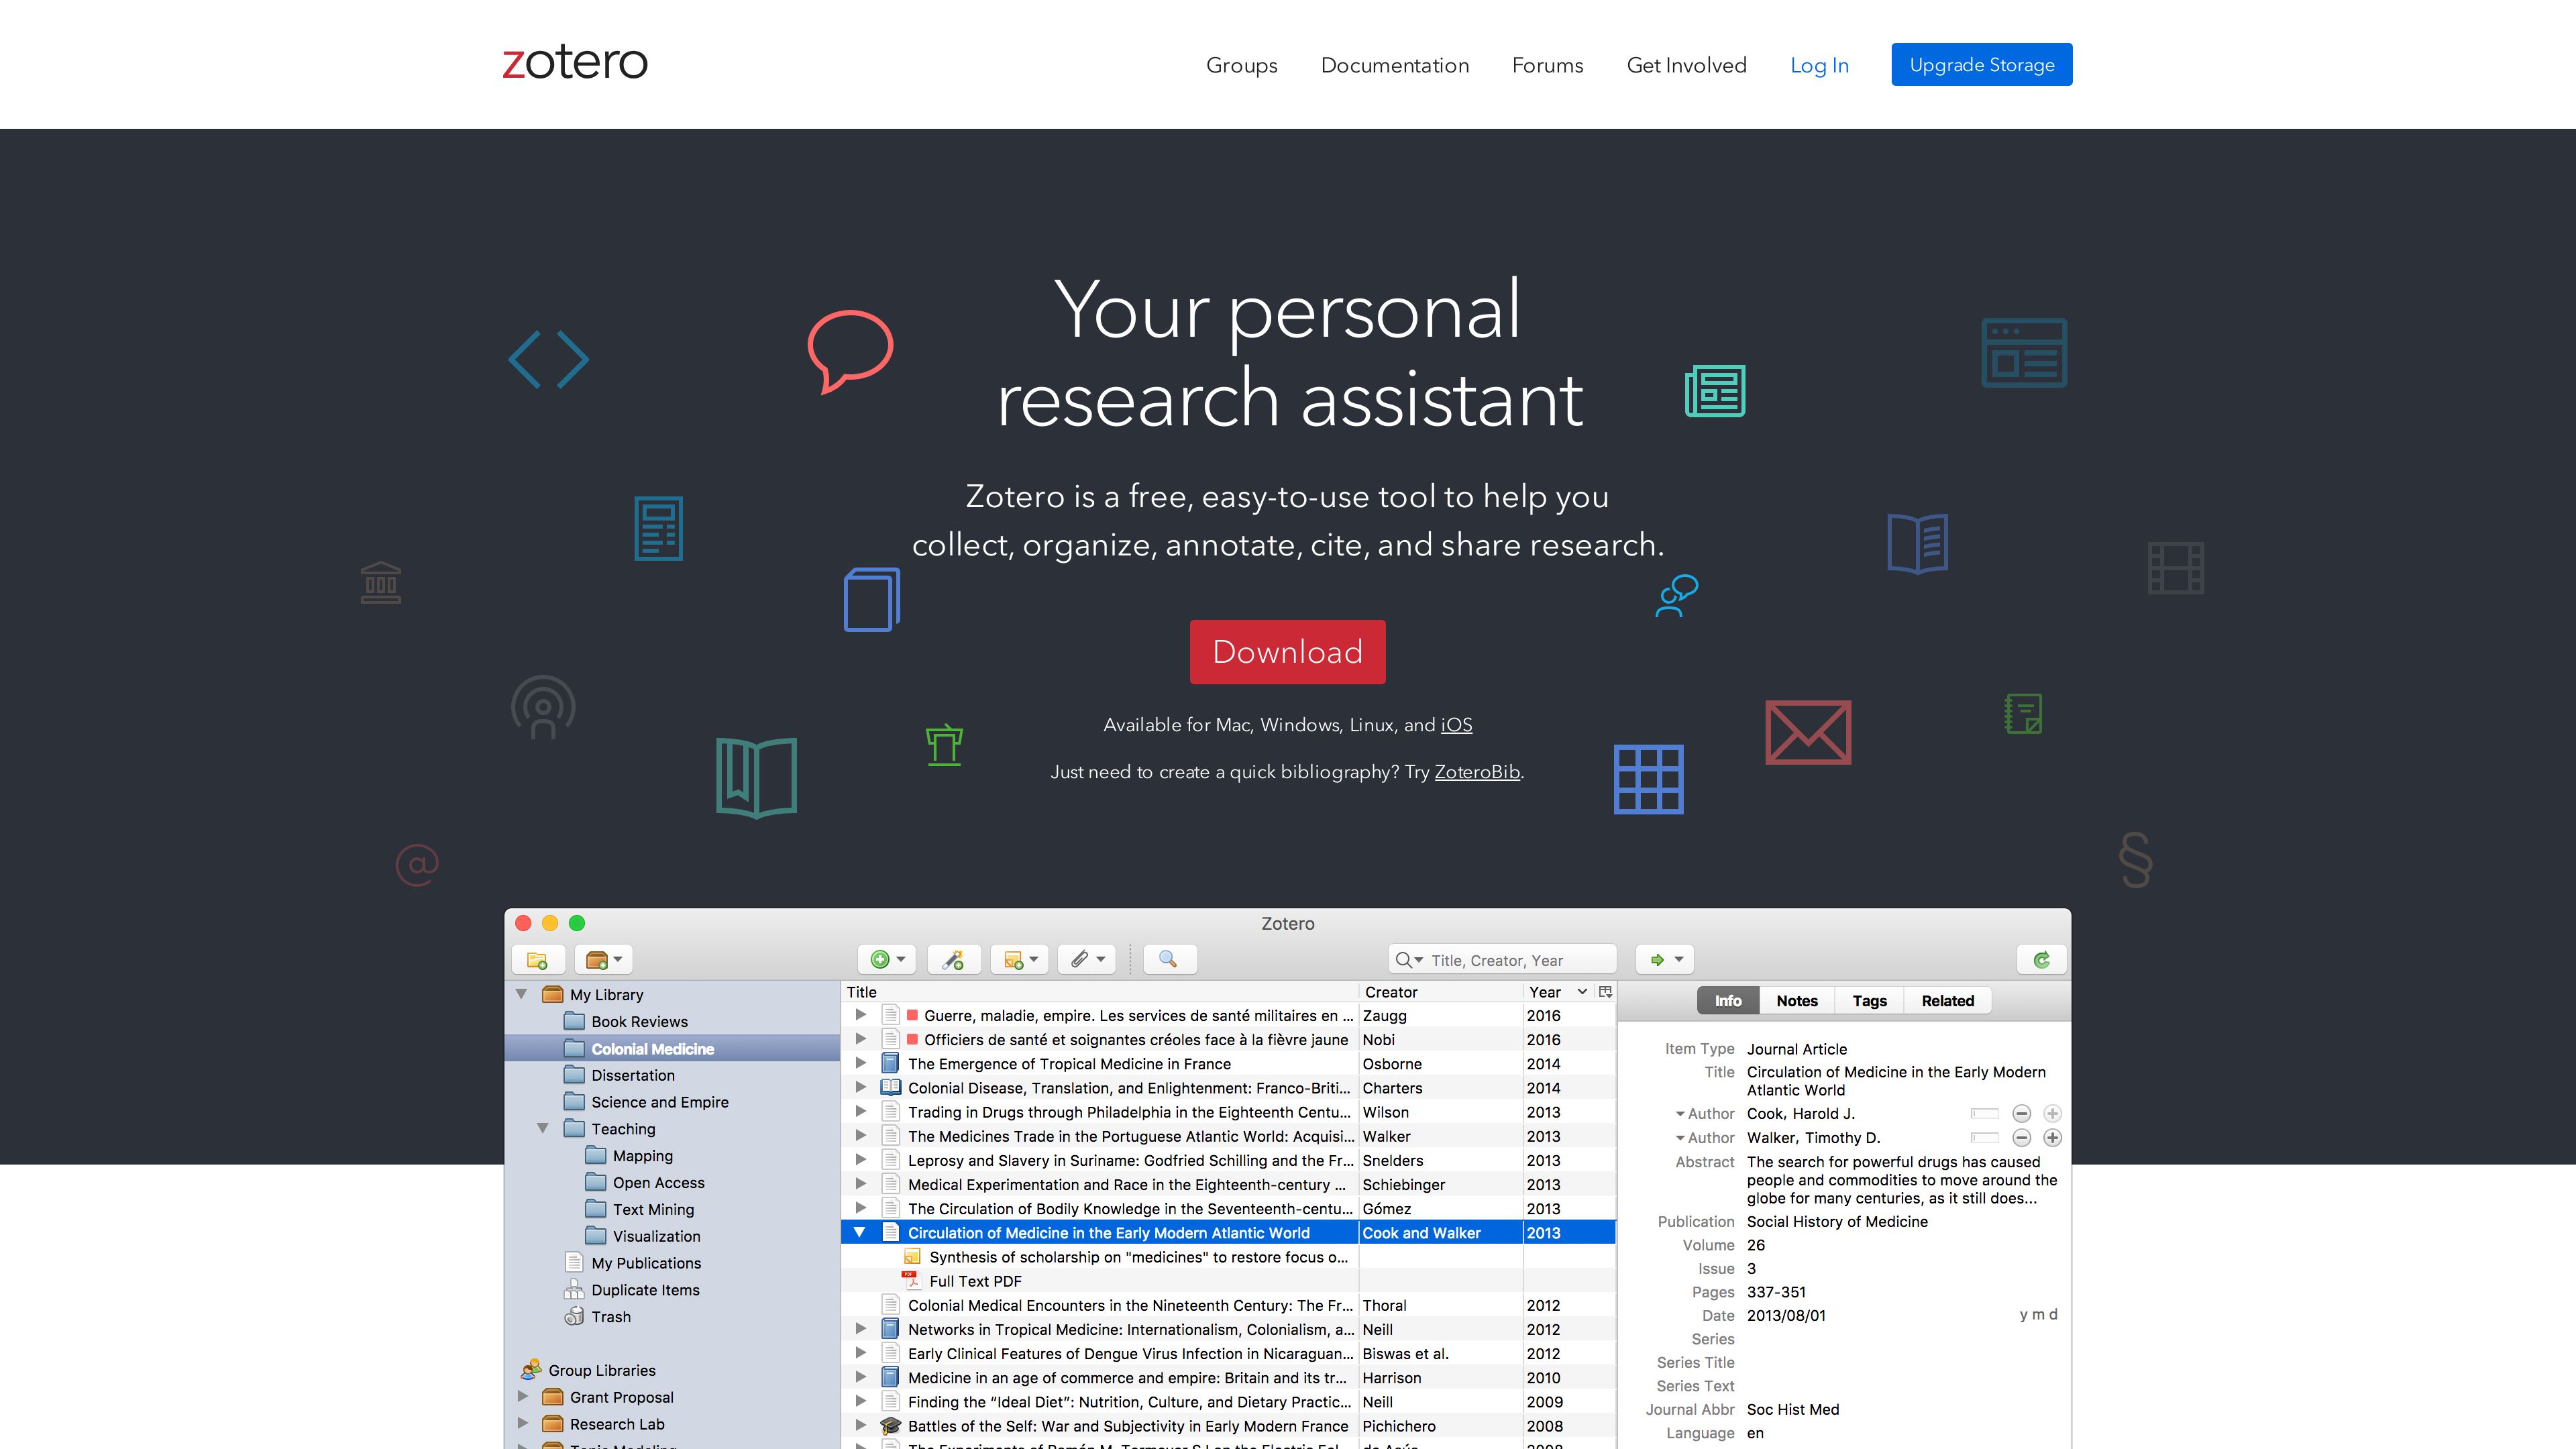 zotero
Groups
Documentation
Forums
Get Involved
Log In
Upgrade Storage
Your personal
research assistant
Zotero is a free, easy-to-use tool to help you
collect, organize, annotate, cite, and share research.
Download
Available for Mac, Windows, Linux, and iOS
Just need to create a quick bibliography? Try ZoteroBib.
@
§
Zotero
Title, Creator, Year
My Library
Book Reviews
Colonial Medicine
Dissertation
Science and Empire
Teaching
Mapping
Open Access
Text Mining
Visualization
My Publications
Duplicate Items
Trash
Group Libraries
Grant Proposal
Research Lab
Title Creator Year
Guerre, maladie, empire. Les services de santé militaires en ... Zaugg 2016
Officiers de santé et soignantes créoles face à la fièvre jaune Nobi 2016
The Emergence of Tropical Medicine in France Osborne 2014
Colonial Disease, Translation, and Enlightenment: Franco-Briti... Charters 2014
Trading in Drugs through Philadelphia in the Eighteenth Centu... Wilson 2013
The Medicines Trade in the Portuguese Atlantic World: Acquisi... Walker 2013
Leprosy and Slavery in Suriname: Godfried Schilling and the Fr... Snelders 2013
Medical Experimentation and Race in the Eighteenth-century ... Schiebinger 2013
The Circulation of Bodily Knowledge in the Seventeenth-centu... Gómez 2013
Circulation of Medicine in the Early Modern Atlantic World Cook and Walker 2013
Synthesis of scholarship on "medicines" to restore focus o...
PDF
Full Text PDF
Colonial Medical Encounters in the Nineteenth Century: The Fr... Thoral 2012
Networks in Tropical Medicine: Internationalism, Colonialism, a... Neill 2012
Early Clinical Features of Dengue Virus Infection in Nicaraguan... Biswas et al. 2012
Medicine in an age of commerce and empire: Britain and its tr... Harrison 2010
Finding the “Ideal Diet”: Nutrition, Culture, and Dietary Practic... Neill 2009
Battles of the Self: War and Subjectivity in Early Modern France Pichichero 2008
Info
Notes
Tags
Related
Item Type Journal Article
Title Circulation of Medicine in the Early Modern
Atlantic World
Author Cook, Harold J.
Author Walker, Timothy D.
Abstract The search for powerful drugs has caused
people and commodities to move around the
globe for many centuries, as it still does...
Publication Social History of Medicine
Volume 26
Issue 3
Pages 337-351
Date 2013/08/01 y m d
Series
Series Title
Series Text
Journal Abbr Soc Hist Med
Language en